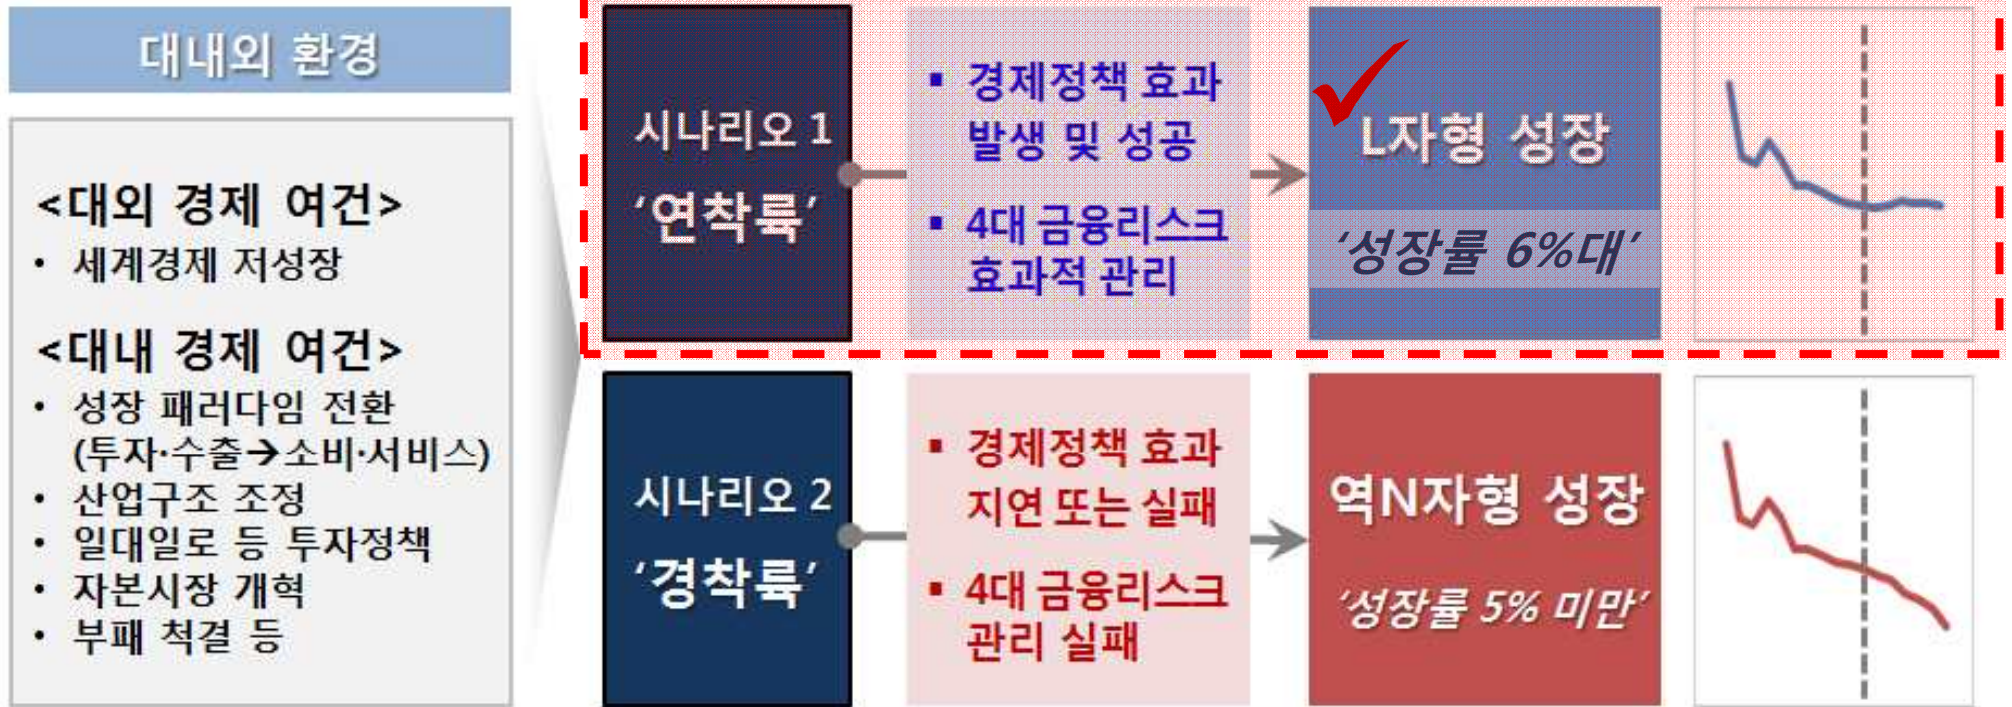 대내외 환경
<대외 경제 여건>
• 세계경제 저성장
<대내 경제 여건>
• 성장 패러다임 전환
(투자·수출→소비·서비스)
• 산업구조 조정
• 일대일로 등 투자정책
• 자본시장 개혁
• 부패 척결 등
시나리오 1
‘연착륙’
▪ 경제정책 효과
발생 및 성공
▪ 4대 금융리스크
효과적 관리
L자형 성장
‘성장률 6%대’
시나리오 2
‘경착륙’
▪ 경제정책 효과
지연 또는 실패
▪ 4대 금융리스크
관리 실패
역N자형 성장
‘성장률 5% 미만’